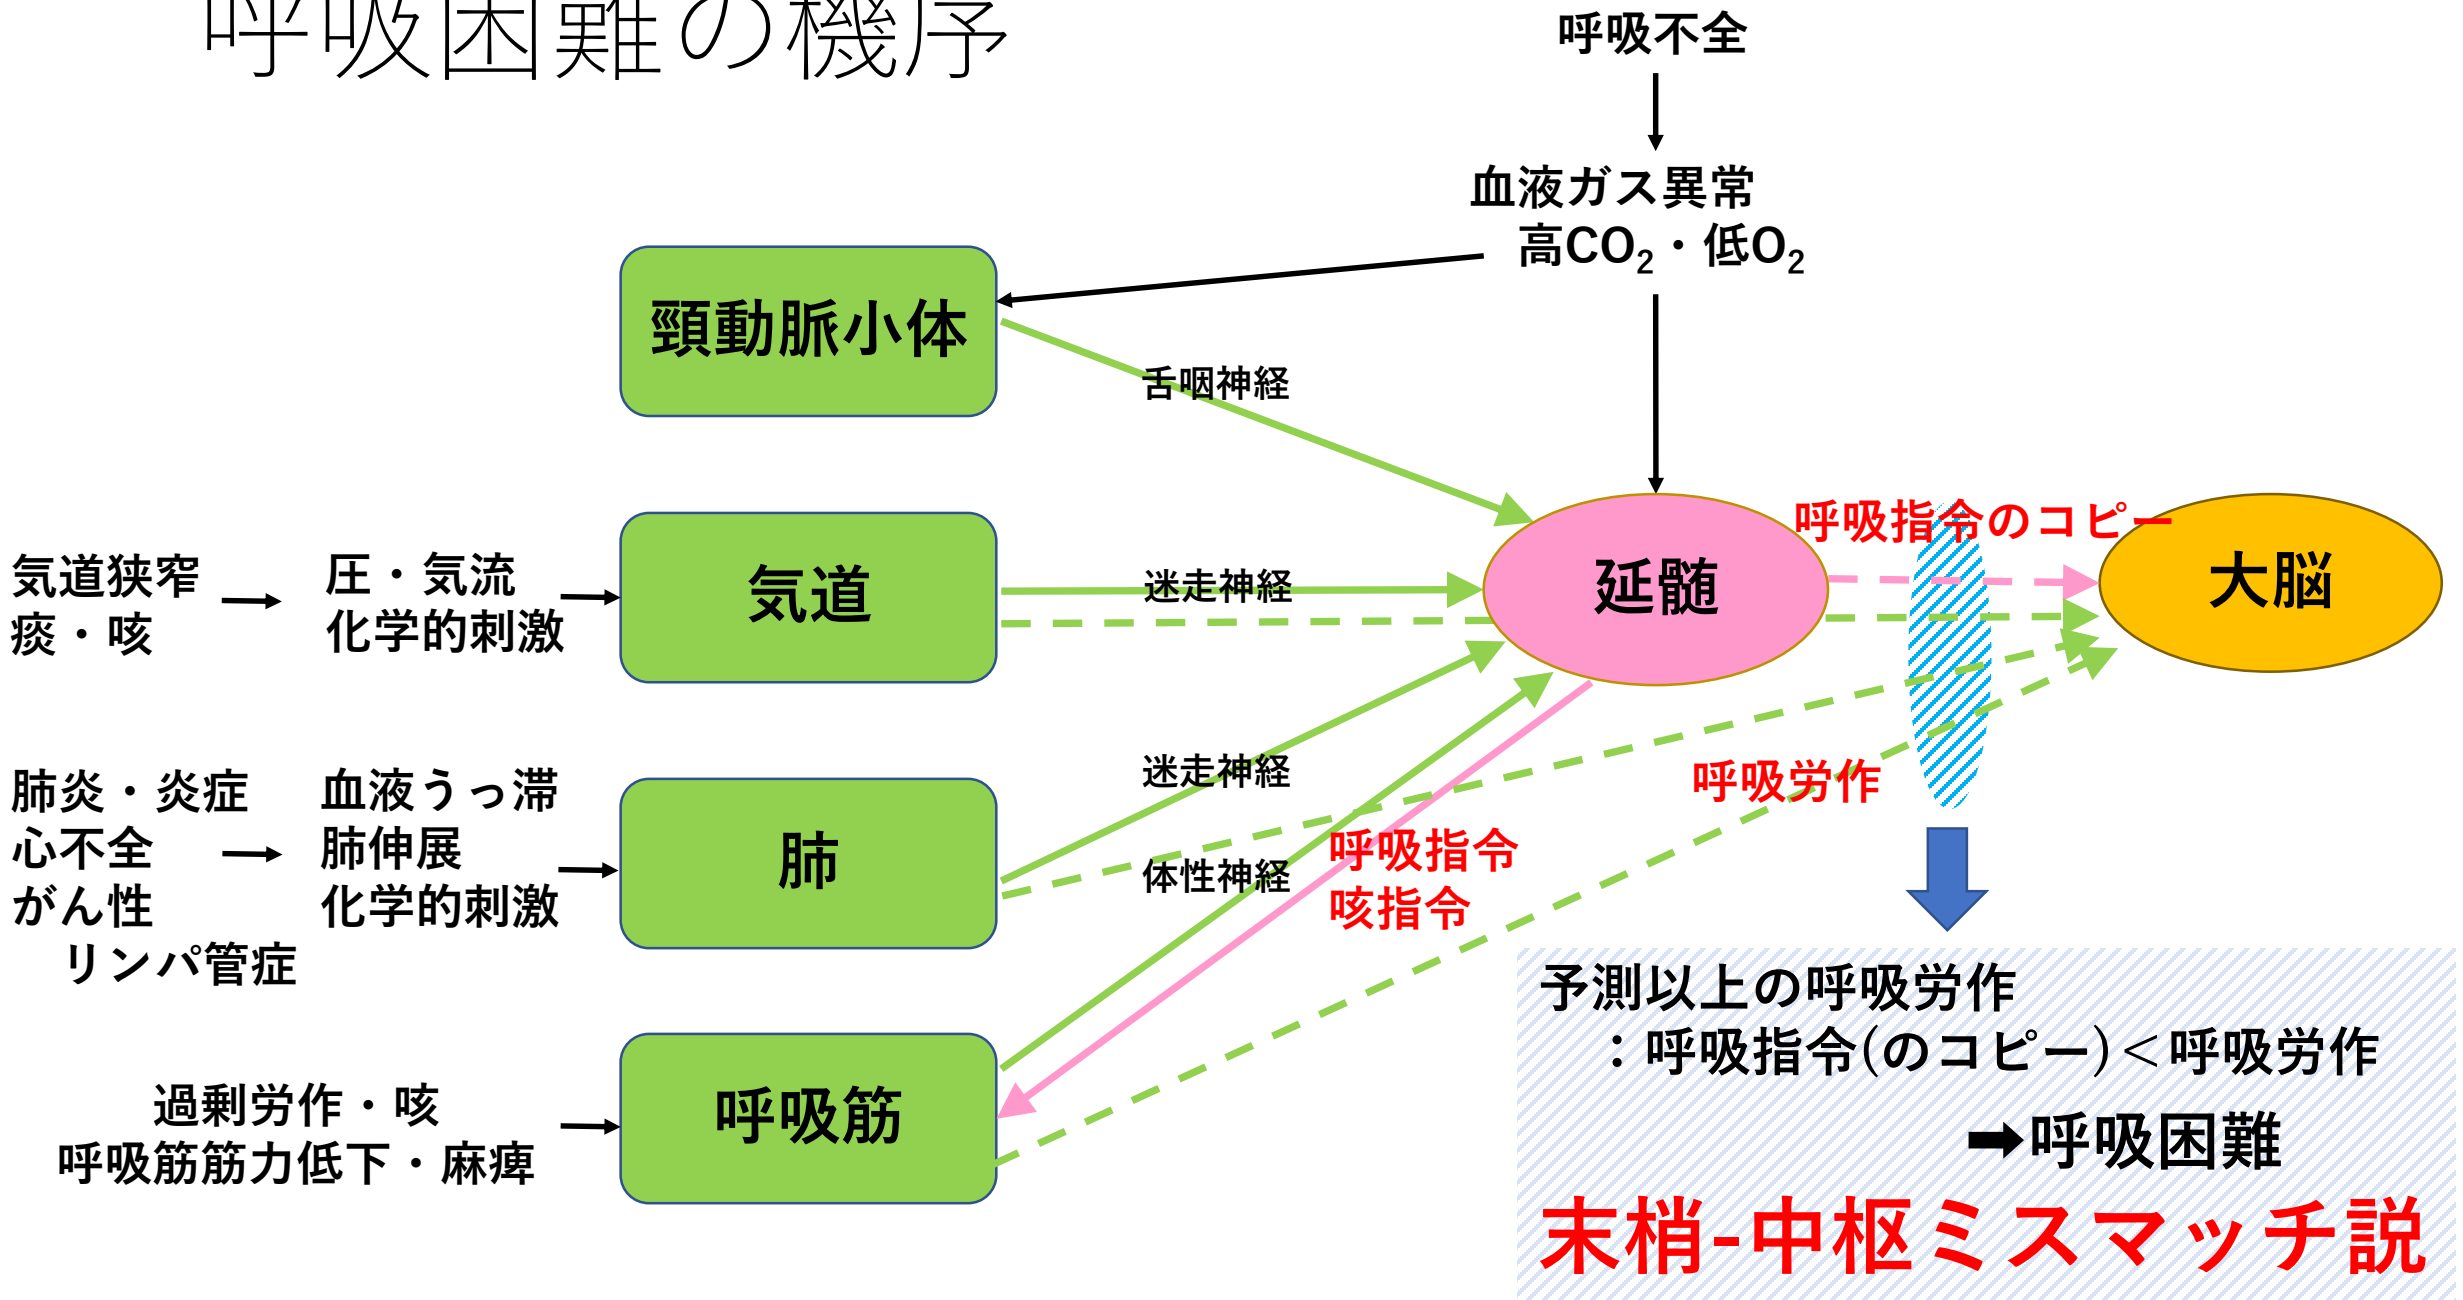 呼吸困難の機序
呼吸不全
血液ガス異常
高CO₂・低O₂
頸動脈小体
舌咽神経
気道狭窄
痰・咳
圧・気流
化学的刺激
気道
迷走神経
延髄
呼吸指令のコピー
大脳
肺炎・炎症
心不全
がん性
リンパ管症
血液うっ滞
肺伸展
化学的刺激
肺
迷走神経
体性神経
呼吸指令
咳指令
呼吸労作
過剰労作・咳
呼吸筋筋力低下・麻痺
呼吸筋
予測以上の呼吸労作
：呼吸指令(のコピー)＜呼吸労作
➡呼吸困難
末梢-中枢ミスマッチ説